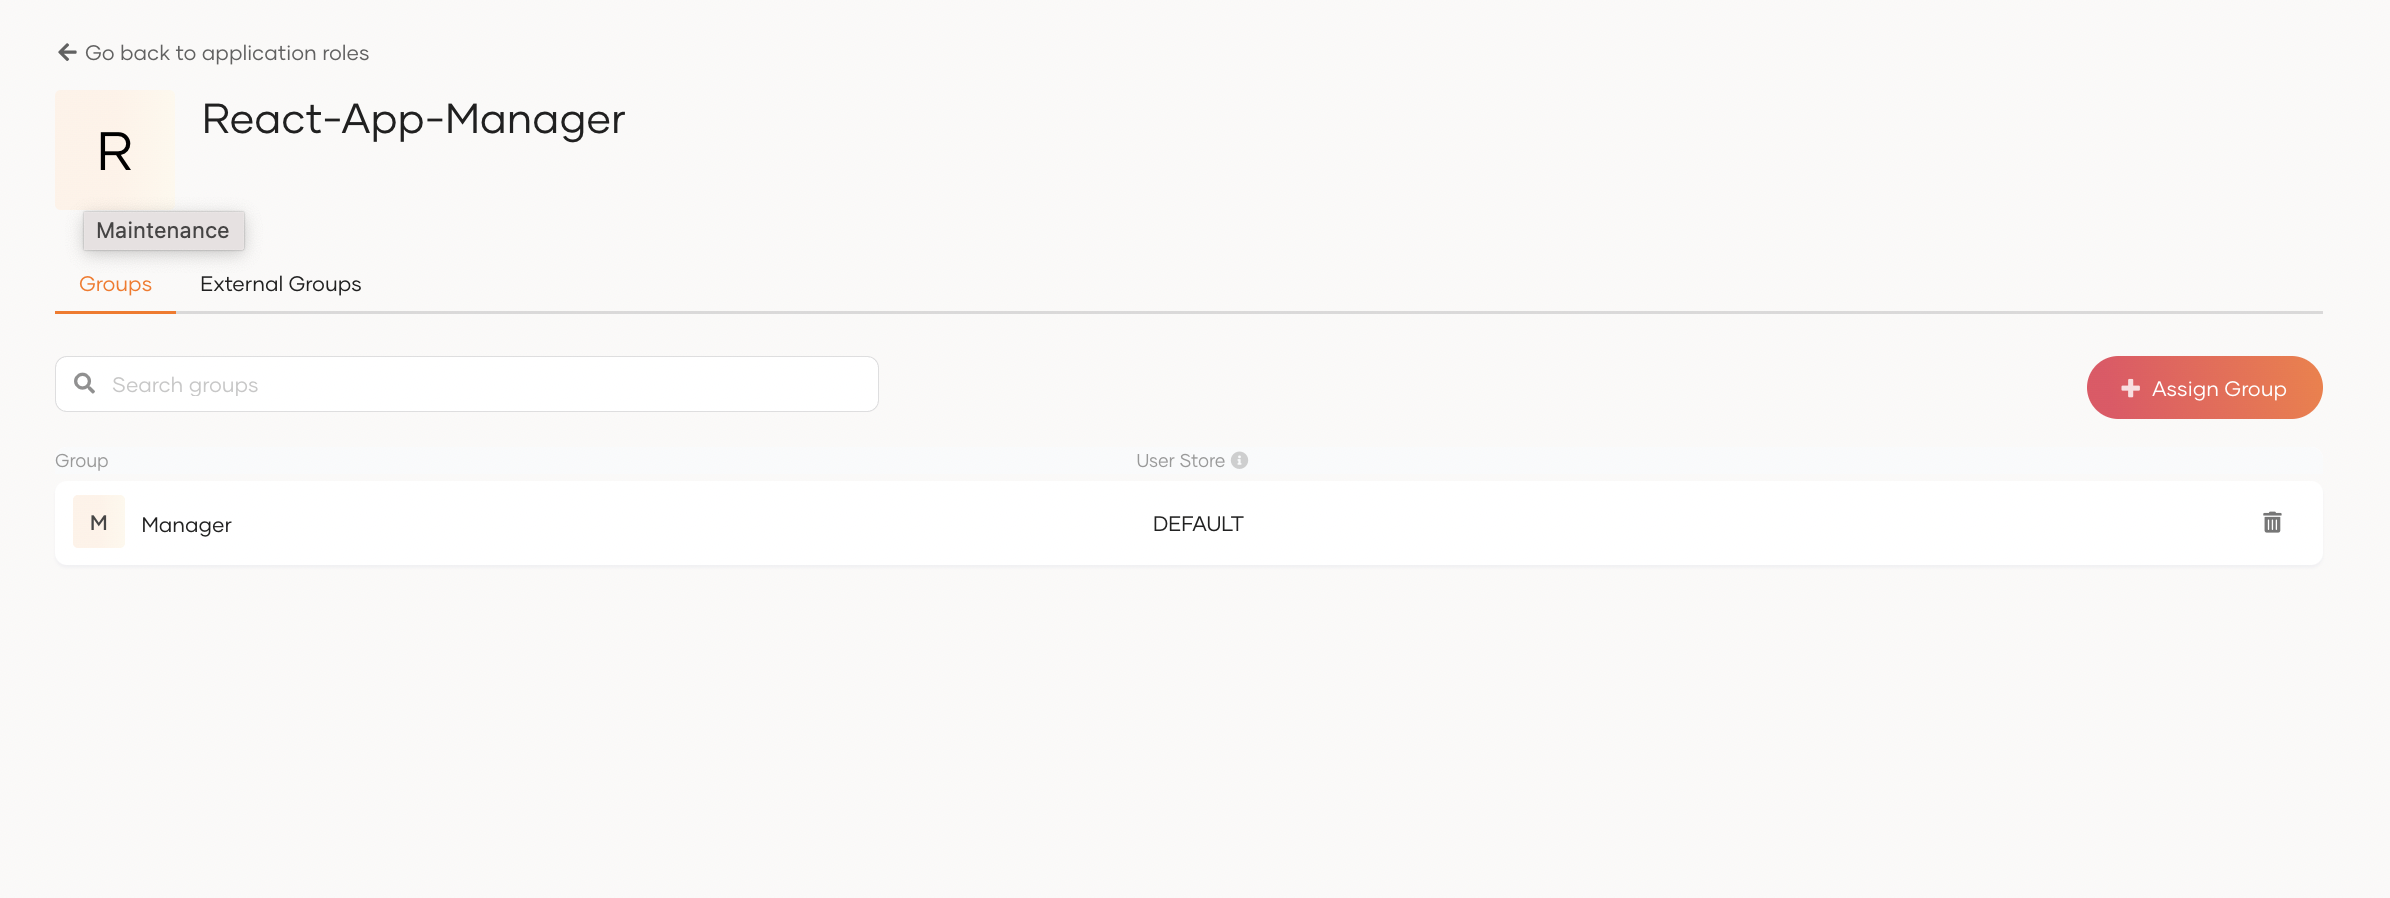 Go back to application roles
R
React-App-Manager
Maintenance
Groups External Groups
Search groups
Assign Group
Group User Store
M Manager DEFAULT